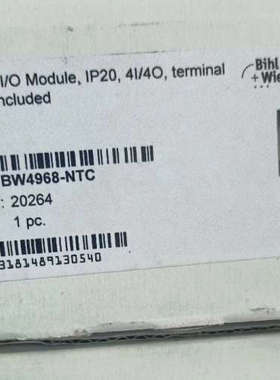 I/O Module, IP20, 4I/4O, terminal
ncluded
Bihl
+Wie
BW4968-NTC
: 20264
1 pc.
3181489130540